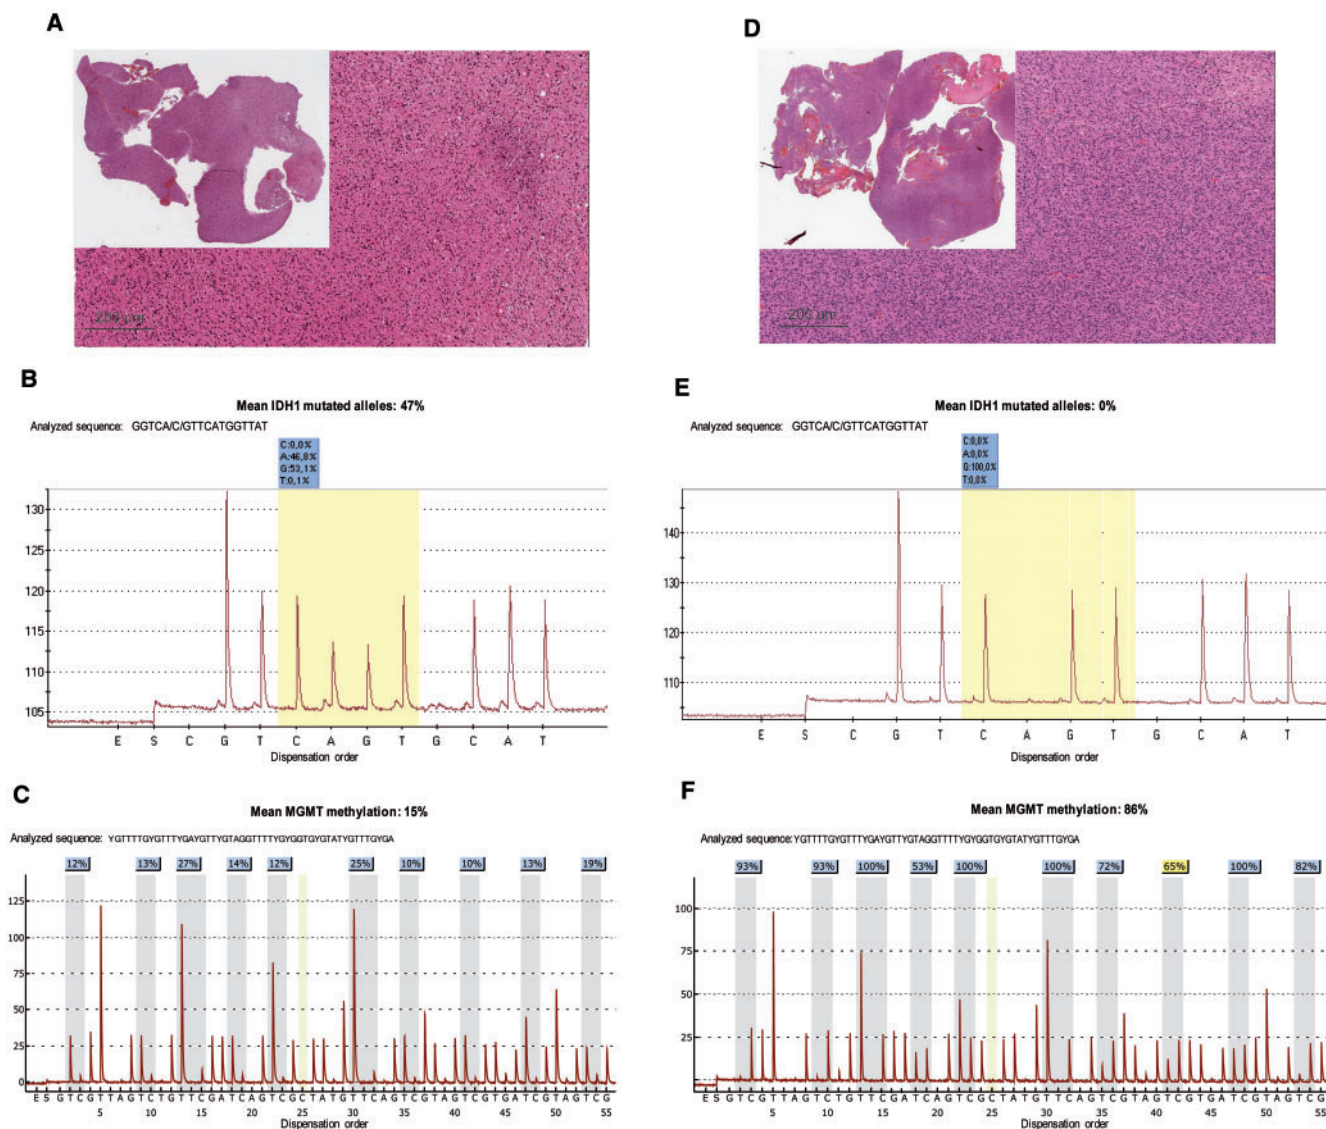 A
200 um
B
Mean IDH1 mutated alleles: 47%
Analyzed sequence: GGTCA/C/GTTCATGGTTAT
C:0,0%
A:46,8%
G:53,1%
T:0,1%
130
125
120
115
110
105
E S C G T C A G T G C A T
Dispensation order
C
Mean MGMT methylation: 15%
Analyzed sequence: YGTTTTGYGTTTYGAYGTTYGTAGGTTTTYGYGGTGYGTATYGTTTGYGA
12% 13% 27% 14% 12% 25% 10% 10% 13% 19%
125
100
75
50
25
0
E S G T C G T T A G T C T G T T C G A T C A G T C G C T A T G T T C A G T C G T A G T C G T G A T C G T A G T C G
5 10 15 20 25 30 35 40 45 50 55
Dispensation order
D
200 um
E
Mean IDH1 mutated alleles: 0%
Analyzed sequence: GGTCA/C/GTTCATGGTTAT
C:0,0%
A:0,0%
G:100,0%
T:0,0%
140
130
120
110
E S C G T C A G T G C A T
Dispensation order
F
Mean MGMT methylation: 86%
Analyzed sequence: YGTTTTGYGTTTYGAYGTTYGTAGGTTTTYGYGGTGYGTATYGTTTGYGA
93% 93% 100% 53% 100% 100% 72% 65% 100% 82%
100
75
50
25
E S G T C G T T A G T C T G T T C G A T C A G T C G C T A T G T T C A G T C G T A G T C G T G A T C G T A G T C G
5 10 15 20 25 30 35 40 45 50 55
Dispensation order